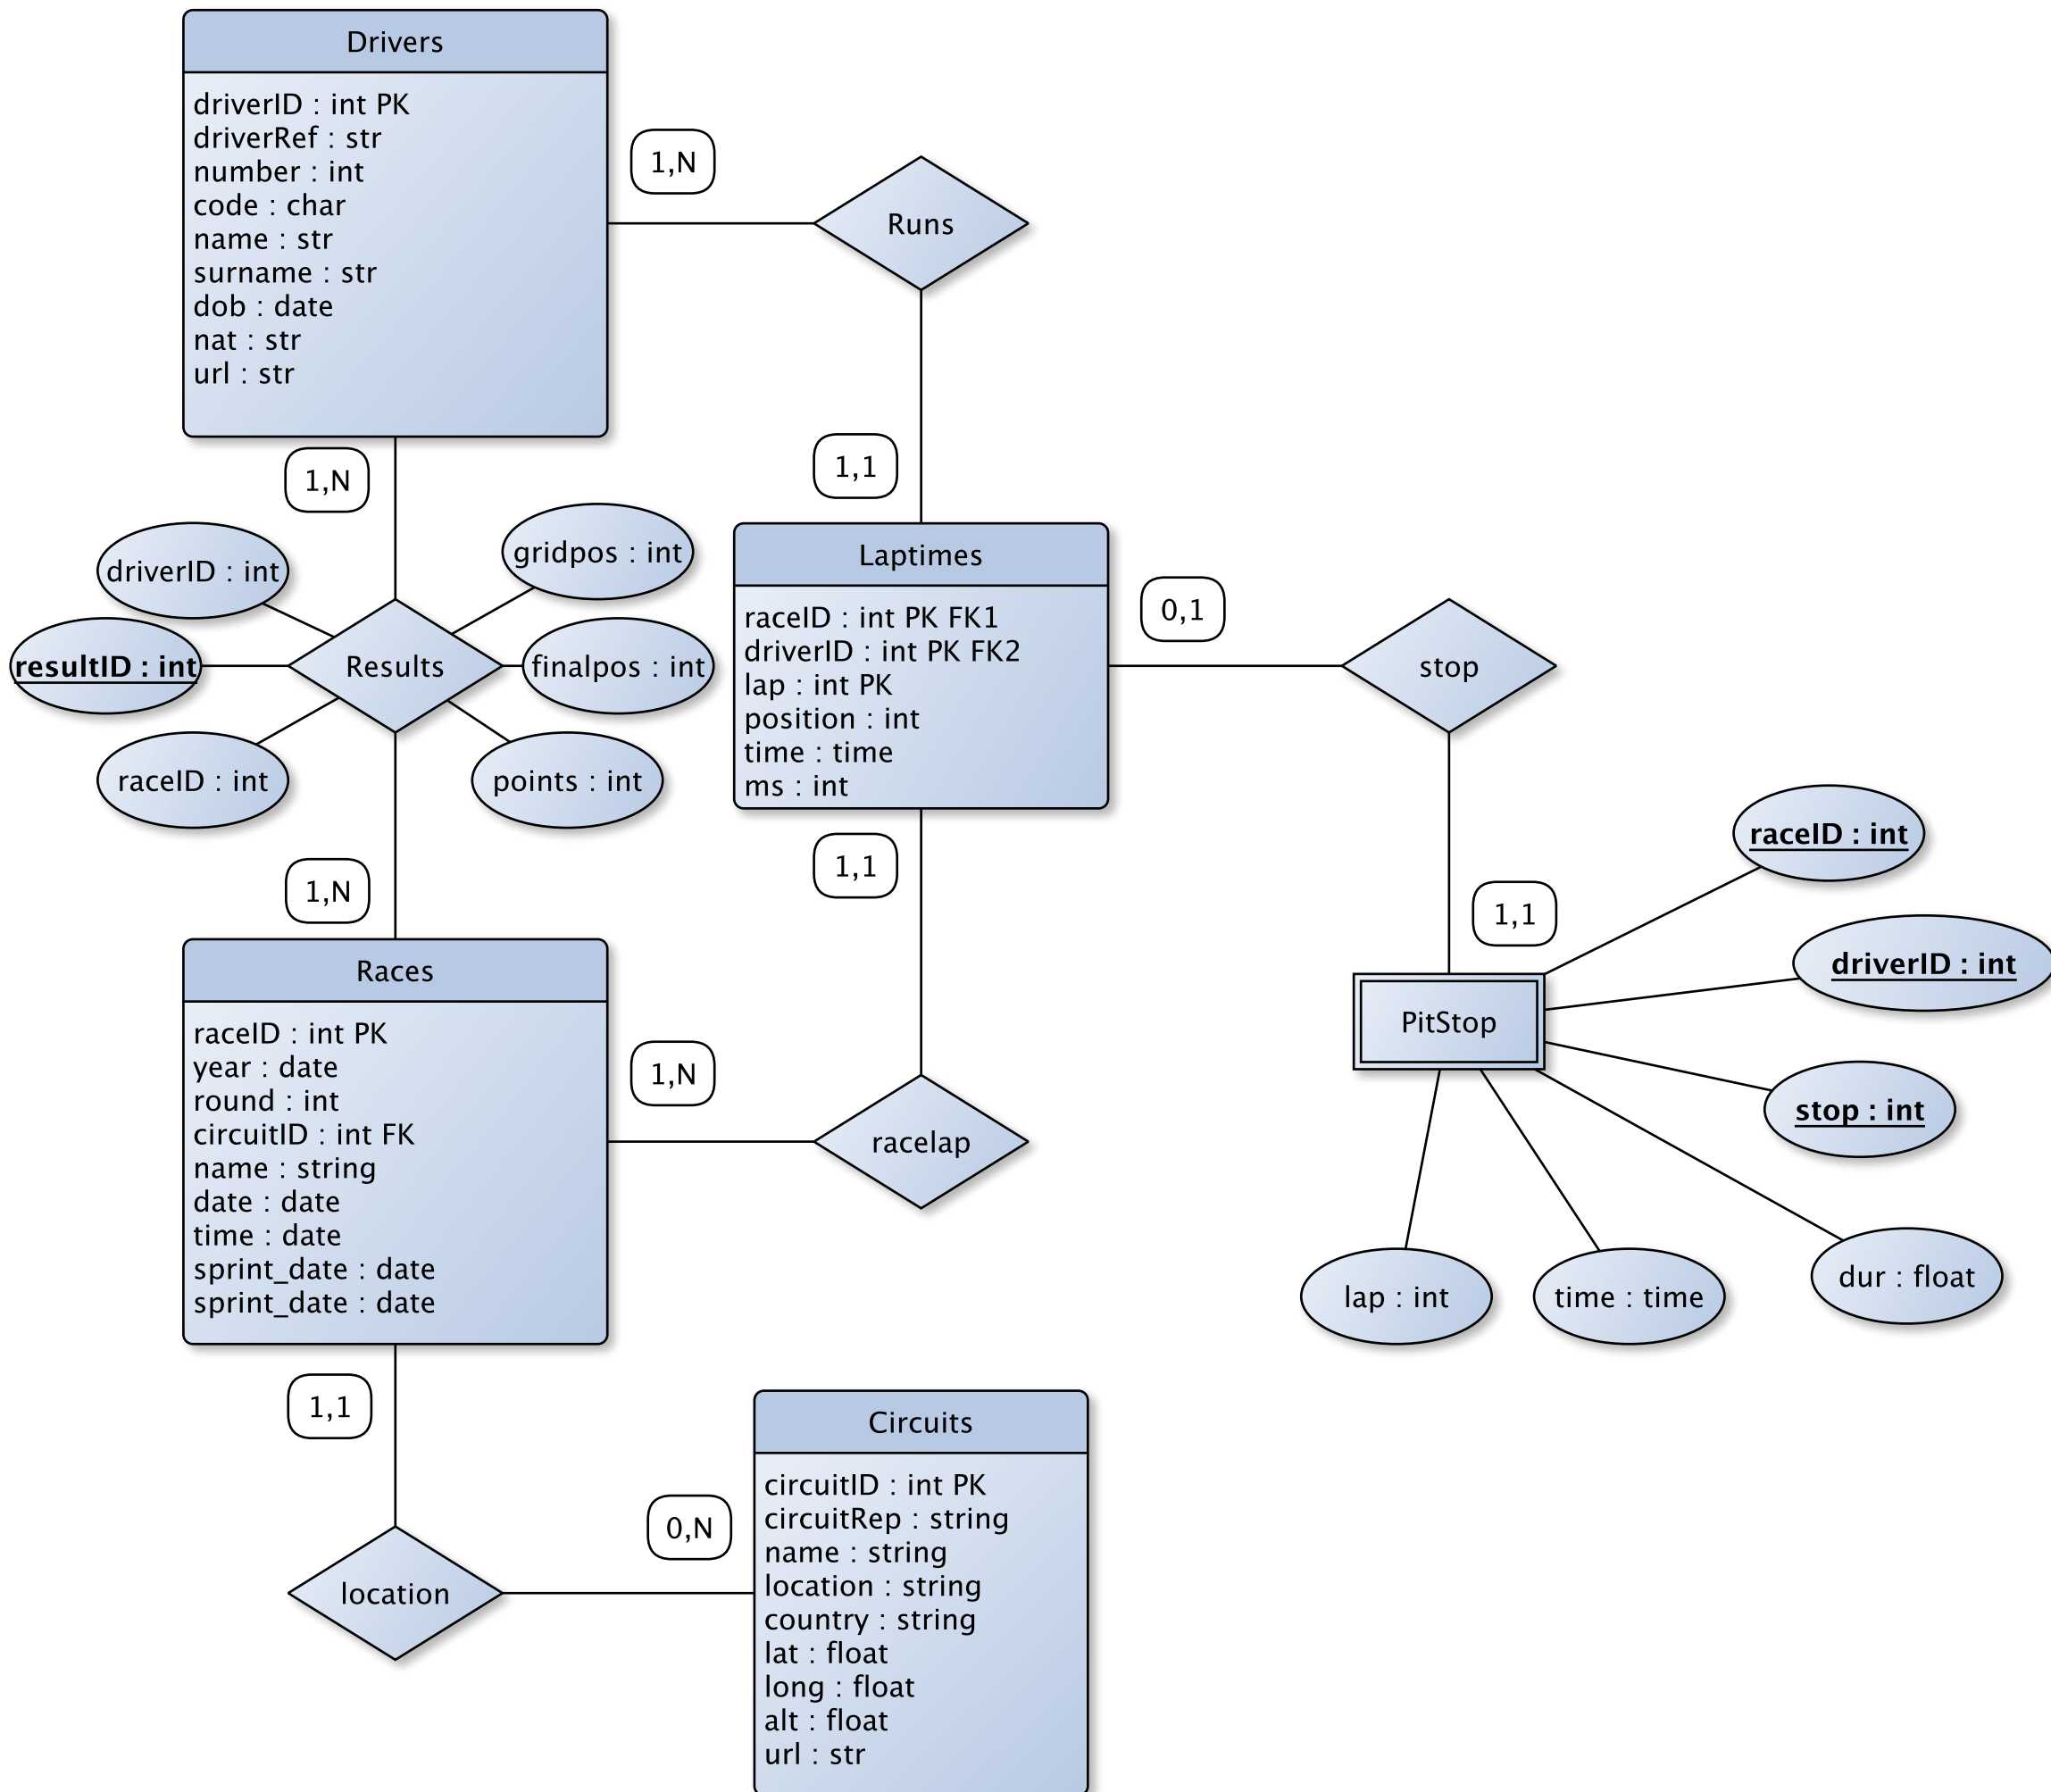 Drivers
driverID : int PK
driverRef : str
number : int
code : char
name : str
surname : str
dob : date
nat : str
url : str
1,N
Runs
1,N
1,1
driverID : int
gridpos : int
resultID : int
Results
finalpos : int
raceID : int
points : int
1,N
Laptimes
raceID : int PK FK1
driverID : int PK FK2
lap : int PK
position : int
time : time
ms : int
0,1
stop
1,1
1,1
raceID : int
driverID : int
PitStop
stop : int
lap : int
time : time
dur : float
Races
raceID : int PK
year : date
round : int
circuitID : int FK
name : string
date : date
time : date
sprint_date : date
sprint_date : date
1,N
racelap
1,1
location
0,N
Circuits
circuitID : int PK
circuitRep : string
name : string
location : string
country : string
lat : float
long : float
alt : float
url : str